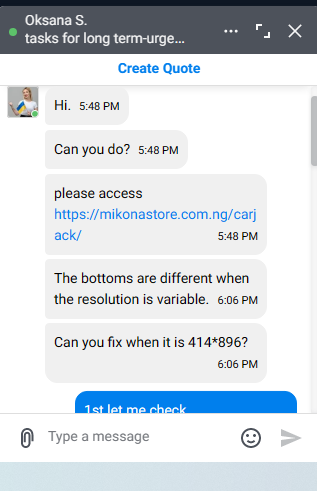 Oksana S.
tasks for long term-urge...
Create Quote
Hi. 5:48 PM
Can you do? 5:48 PM
please access
https://mikonastore.com.ng/carj
ack/ 5:48 PM
The bottoms are different when
the resolution is variable. 6:06 PM
Can you fix when it is 414*896?
6:06 PM
1st let me check
Type a message